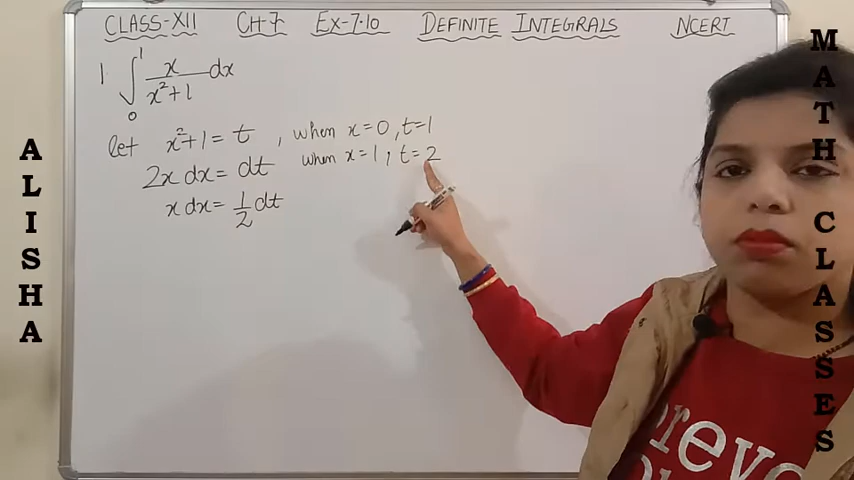 CLASS-XII CH-7 EX-7.10 DEFINITE INTEGRALS NCERT
1 ∫₀¹ x/(x²+1) dx
let x²+1 = t , when x=0, t=1
2x dx = dt when x=1, t=2
x dx = 1/2 dt
ALISHA
MATH CLASSES
prevo